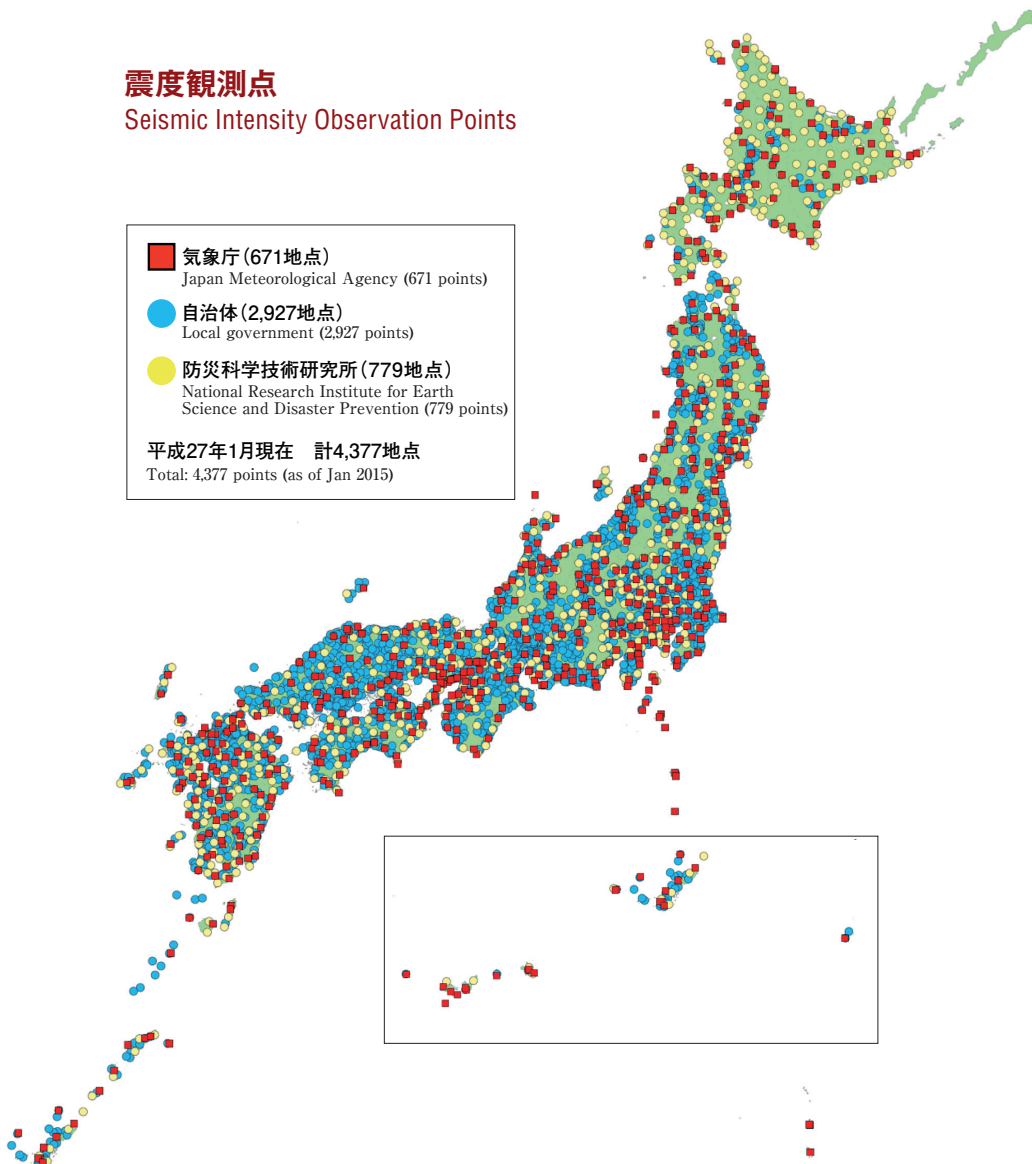 震度観測点
Seismic Intensity Observation Points
気象庁(671地点)
Japan Meteorological Agency (671 points)
自治体(2,927地点)
Local government (2,927 points)
防災科学技術研究所(779地点)
National Research Institute for Earth
Science and Disaster Prevention (779 points)
平成27年1月現在　計4,377地点
Total: 4,377 points (as of Jan 2015)